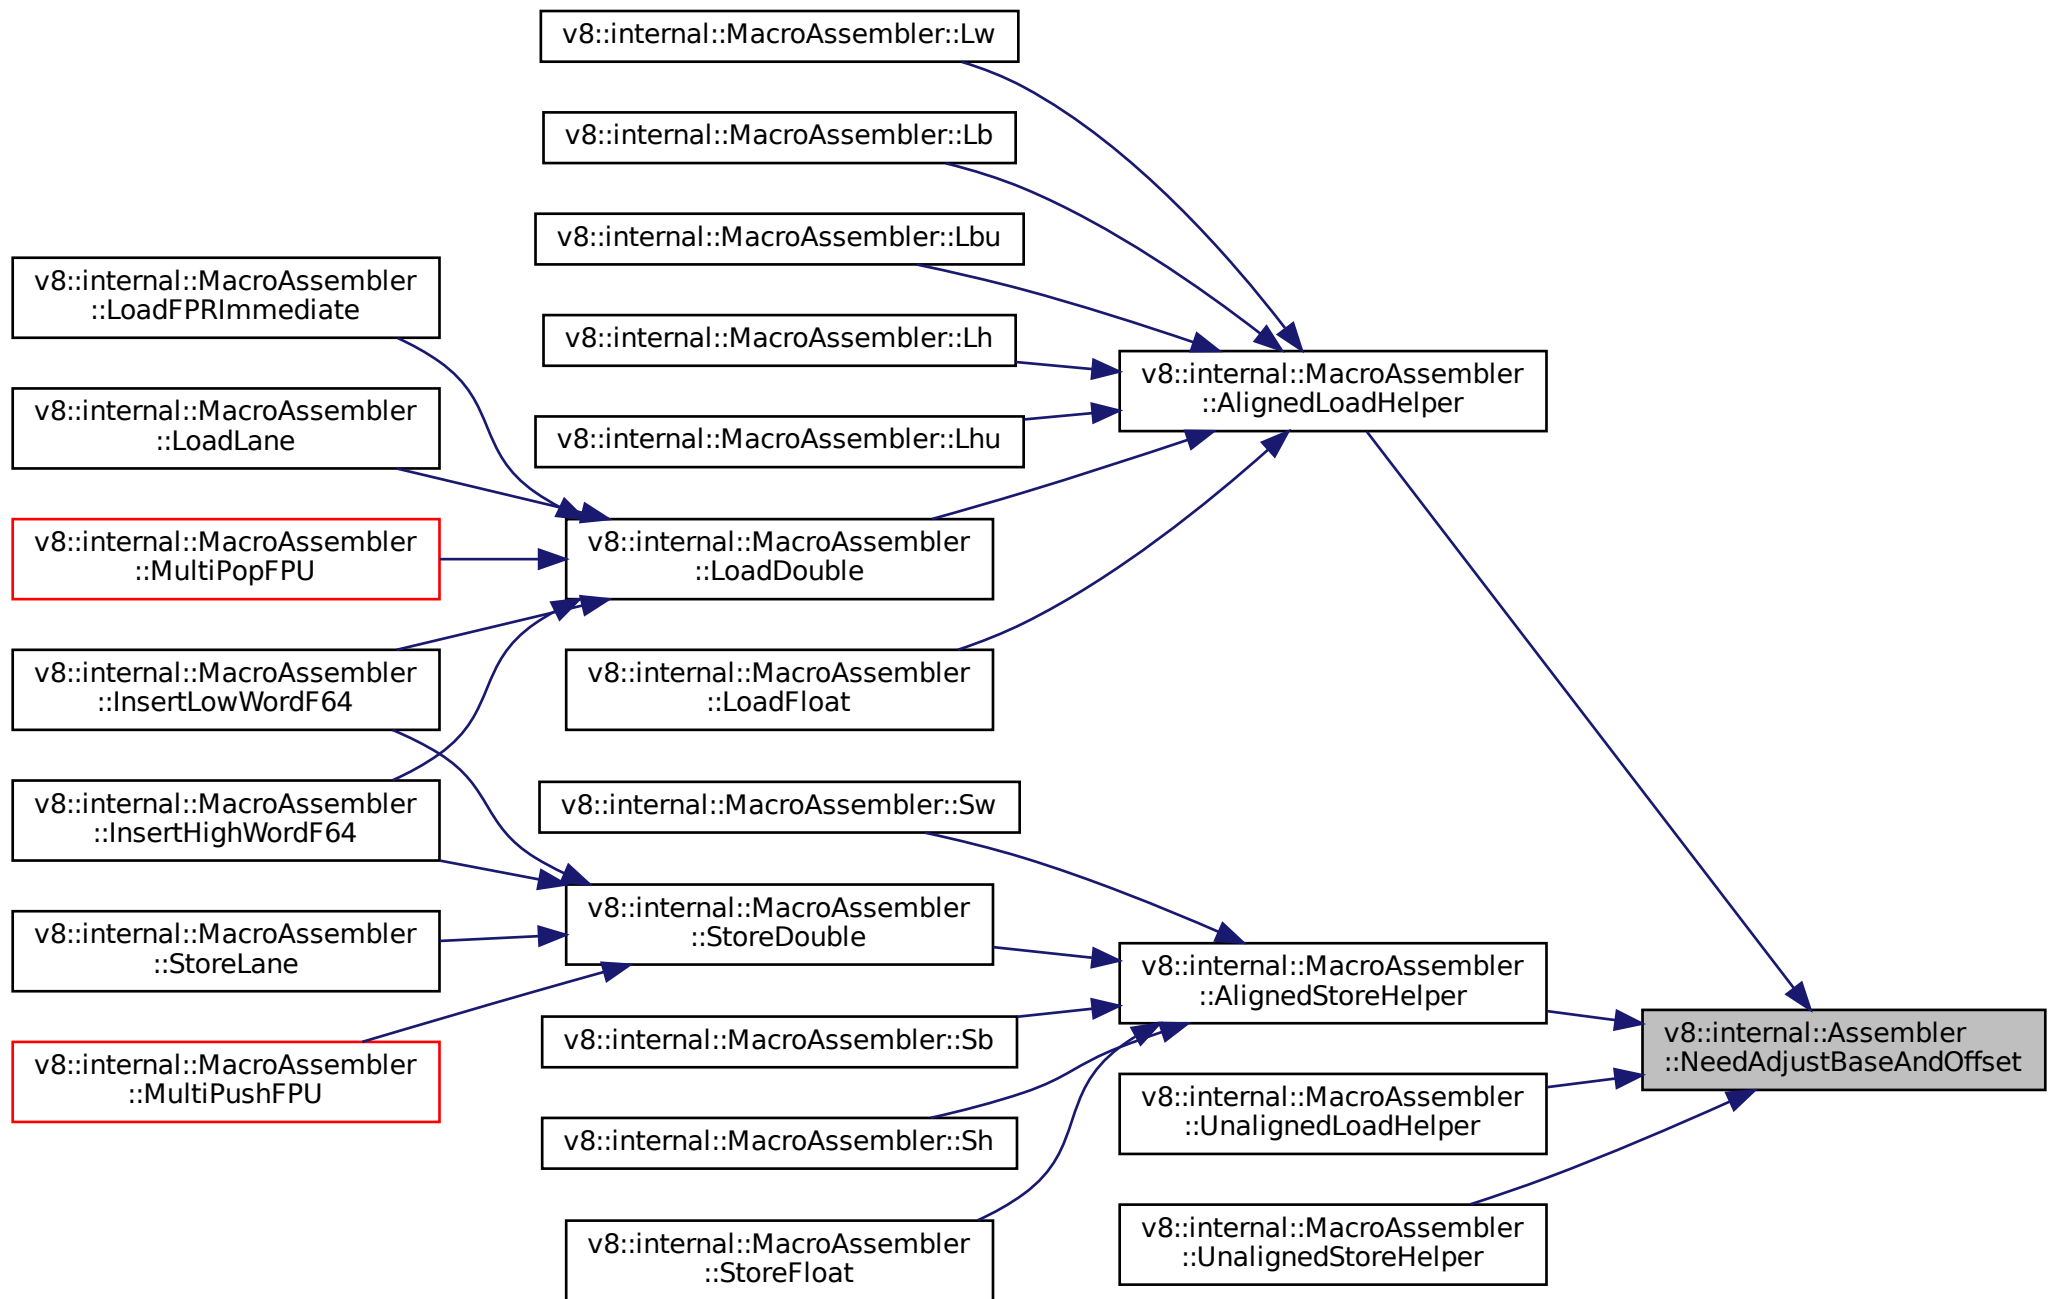 v8::internal::MacroAssembler::Lw
v8::internal::MacroAssembler::Lb
v8::internal::MacroAssembler::Lbu
v8::internal::MacroAssembler::Lh
v8::internal::MacroAssembler::Lhu
v8::internal::MacroAssembler
::LoadFPRImmediate
v8::internal::MacroAssembler
::LoadLane
v8::internal::MacroAssembler
::MultiPopFPU
v8::internal::MacroAssembler
::InsertLowWordF64
v8::internal::MacroAssembler
::InsertHighWordF64
v8::internal::MacroAssembler
::StoreLane
v8::internal::MacroAssembler
::MultiPushFPU
v8::internal::MacroAssembler
::LoadDouble
v8::internal::MacroAssembler
::LoadFloat
v8::internal::MacroAssembler::Sw
v8::internal::MacroAssembler
::StoreDouble
v8::internal::MacroAssembler::Sb
v8::internal::MacroAssembler::Sh
v8::internal::MacroAssembler
::StoreFloat
v8::internal::MacroAssembler
::AlignedLoadHelper
v8::internal::MacroAssembler
::AlignedStoreHelper
v8::internal::MacroAssembler
::UnalignedLoadHelper
v8::internal::MacroAssembler
::UnalignedStoreHelper
v8::internal::Assembler
::NeedAdjustBaseAndOffset